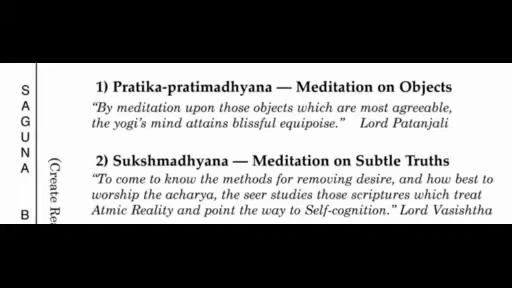 SAGUNA B
(Create Re
1) Pratika-pratimadhyana — Meditation on Objects
“By meditation upon those objects which are most agreeable,
the yogi’s mind attains blissful equipoise.” Lord Patanjali
2) Sukshmadhyana — Meditation on Subtle Truths
“To come to know the methods for removing desire, and how best to
worship the acharya, the seer studies those scriptures which treat
Atmic Reality and point the way to Self-cognition.” Lord Vasishtha